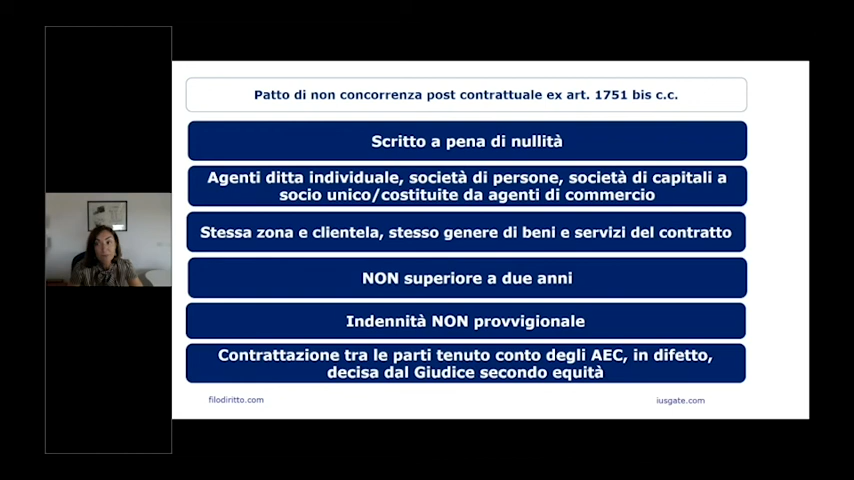 Patto di non concorrenza post contrattuale ex art. 1751 bis c.c.
Scritto a pena di nullità
Agenti ditta individuale, società di persone, società di capitali a
socio unico/costituite da agenti di commercio
Stessa zona e clientela, stesso genere di beni e servizi del contratto
NON superiore a due anni
Indennità NON provvigionale
Contrattazione tra le parti tenuto conto degli AEC, in difetto,
decisa dal Giudice secondo equità
filodiritto.com
iusgate.com